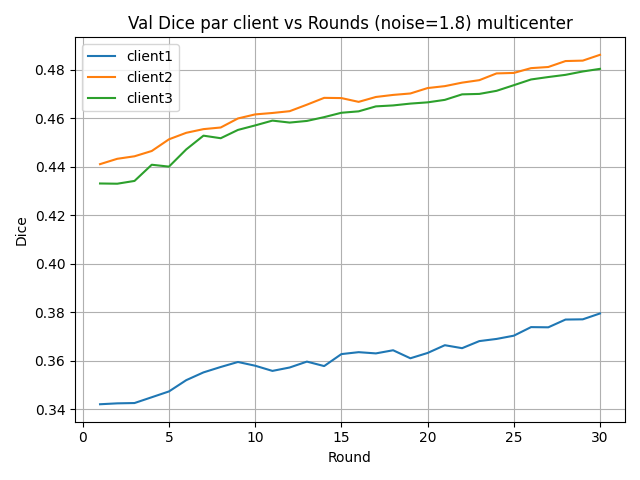 Val Dice par client vs Rounds (noise=1.8) multicenter
client1
client2
client3
Dice
0.48
0.46
0.44
0.42
0.40
0.38
0.36
0.34
0 5 10 15 20 25 30
Round